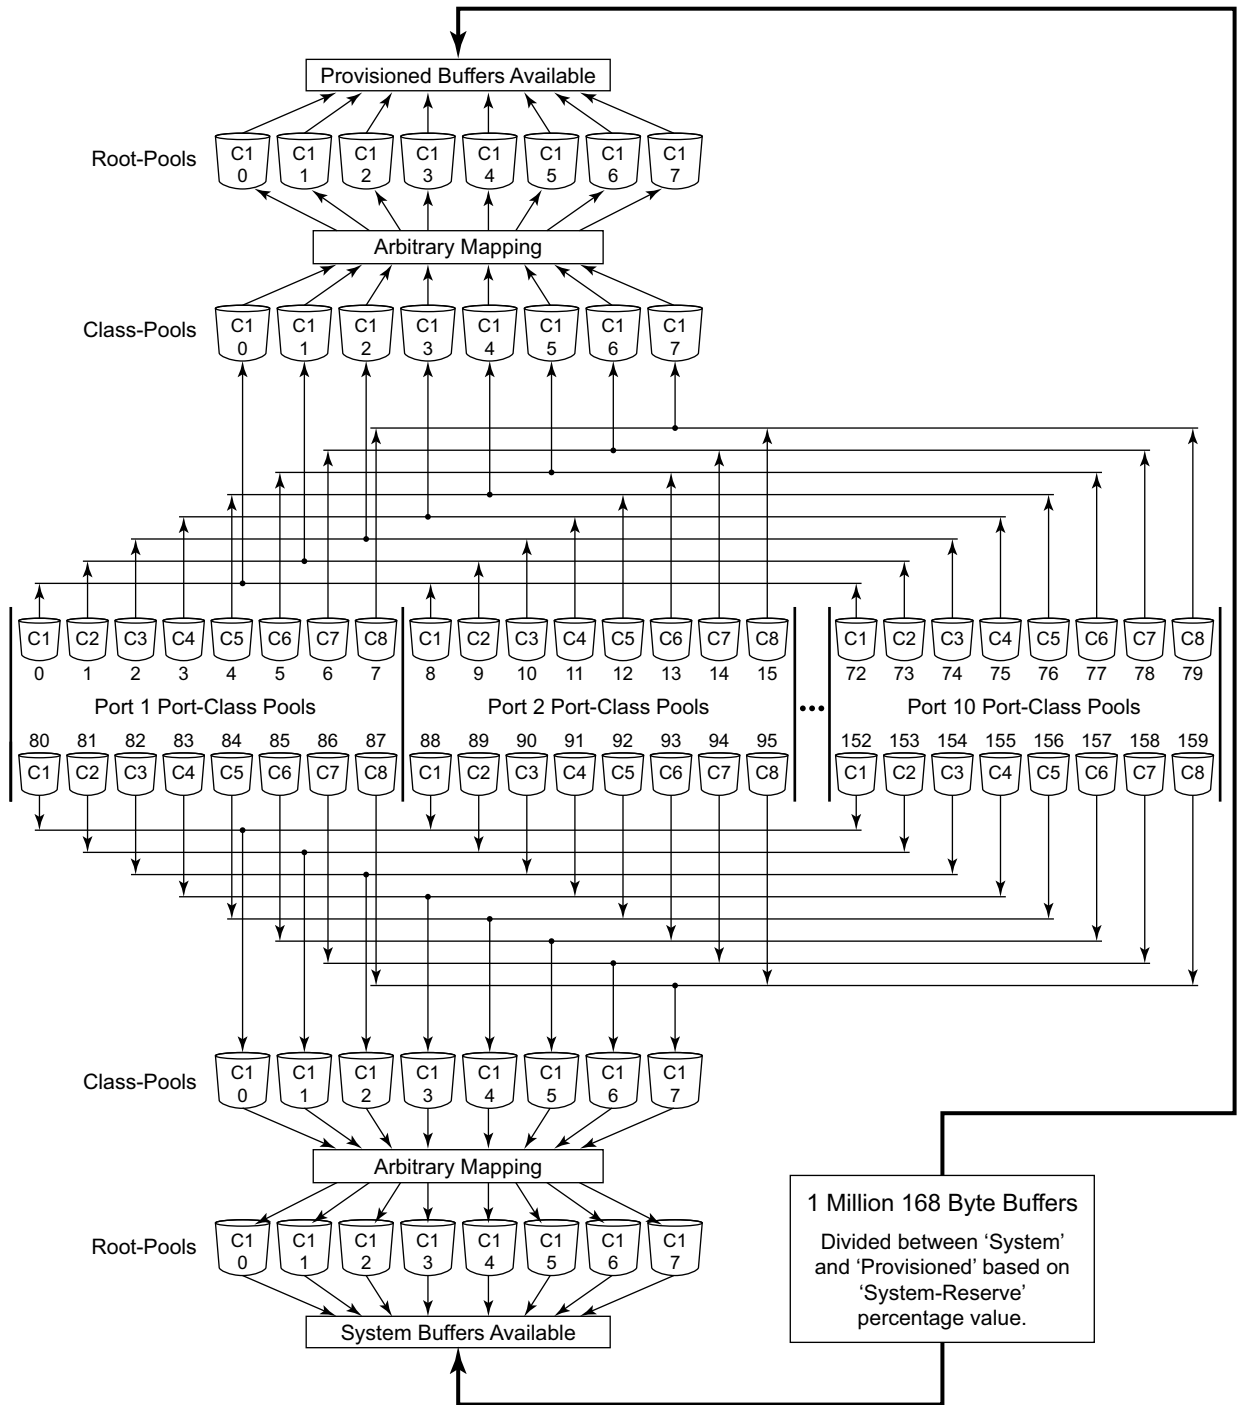 Provisioned Buffers Available
Root-Pools
C1 C1 C1 C1 C1 C1 C1 C1
0 1 2 3 4 5 6 7
Arbitrary Mapping
Class-Pools
C1 C1 C1 C1 C1 C1 C1 C1
0 1 2 3 4 5 6 7
C1 C2 C3 C4 C5 C6 C7 C8 C1 C2 C3 C4 C5 C6 C7 C8 C1 C2 C3 C4 C5 C6 C7 C8
0 1 2 3 4 5 6 7 8 9 10 11 12 13 14 15 72 73 74 75 76 77 78 79
Port 1 Port-Class Pools Port 2 Port-Class Pools ••• Port 10 Port-Class Pools
80 81 82 83 84 85 86 87 88 89 90 91 92 93 94 95 152 153 154 155 156 157 158 159
C1 C2 C3 C4 C5 C6 C7 C8 C1 C2 C3 C4 C5 C6 C7 C8 C1 C2 C3 C4 C5 C6 C7 C8
Class-Pools
C1 C1 C1 C1 C1 C1 C1 C1
0 1 2 3 4 5 6 7
Arbitrary Mapping
Root-Pools
C1 C1 C1 C1 C1 C1 C1 C1
0 1 2 3 4 5 6 7
System Buffers Available
1 Million 168 Byte Buffers
Divided between ‘System’
and ‘Provisioned’ based on
‘System-Reserve’
percentage value.